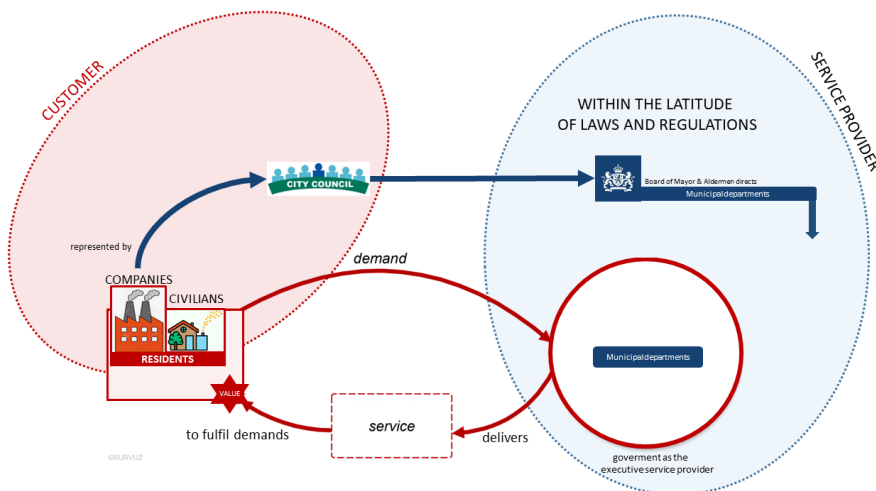 CUSTOMER
SERVICE PROVIDER
WITHIN THE LATITUDE
OF LAWS AND REGULATIONS
CITY COUNCIL
Board of Mayor & Aldermen directs
Municipaldepartments
represented by
demand
COMPANIES
CIVILIANS
RESIDENTS
Municipaldepartments
VALUE
service
to fulfil demands
delivers
©SURVUZ
goverment as the
executive service provider